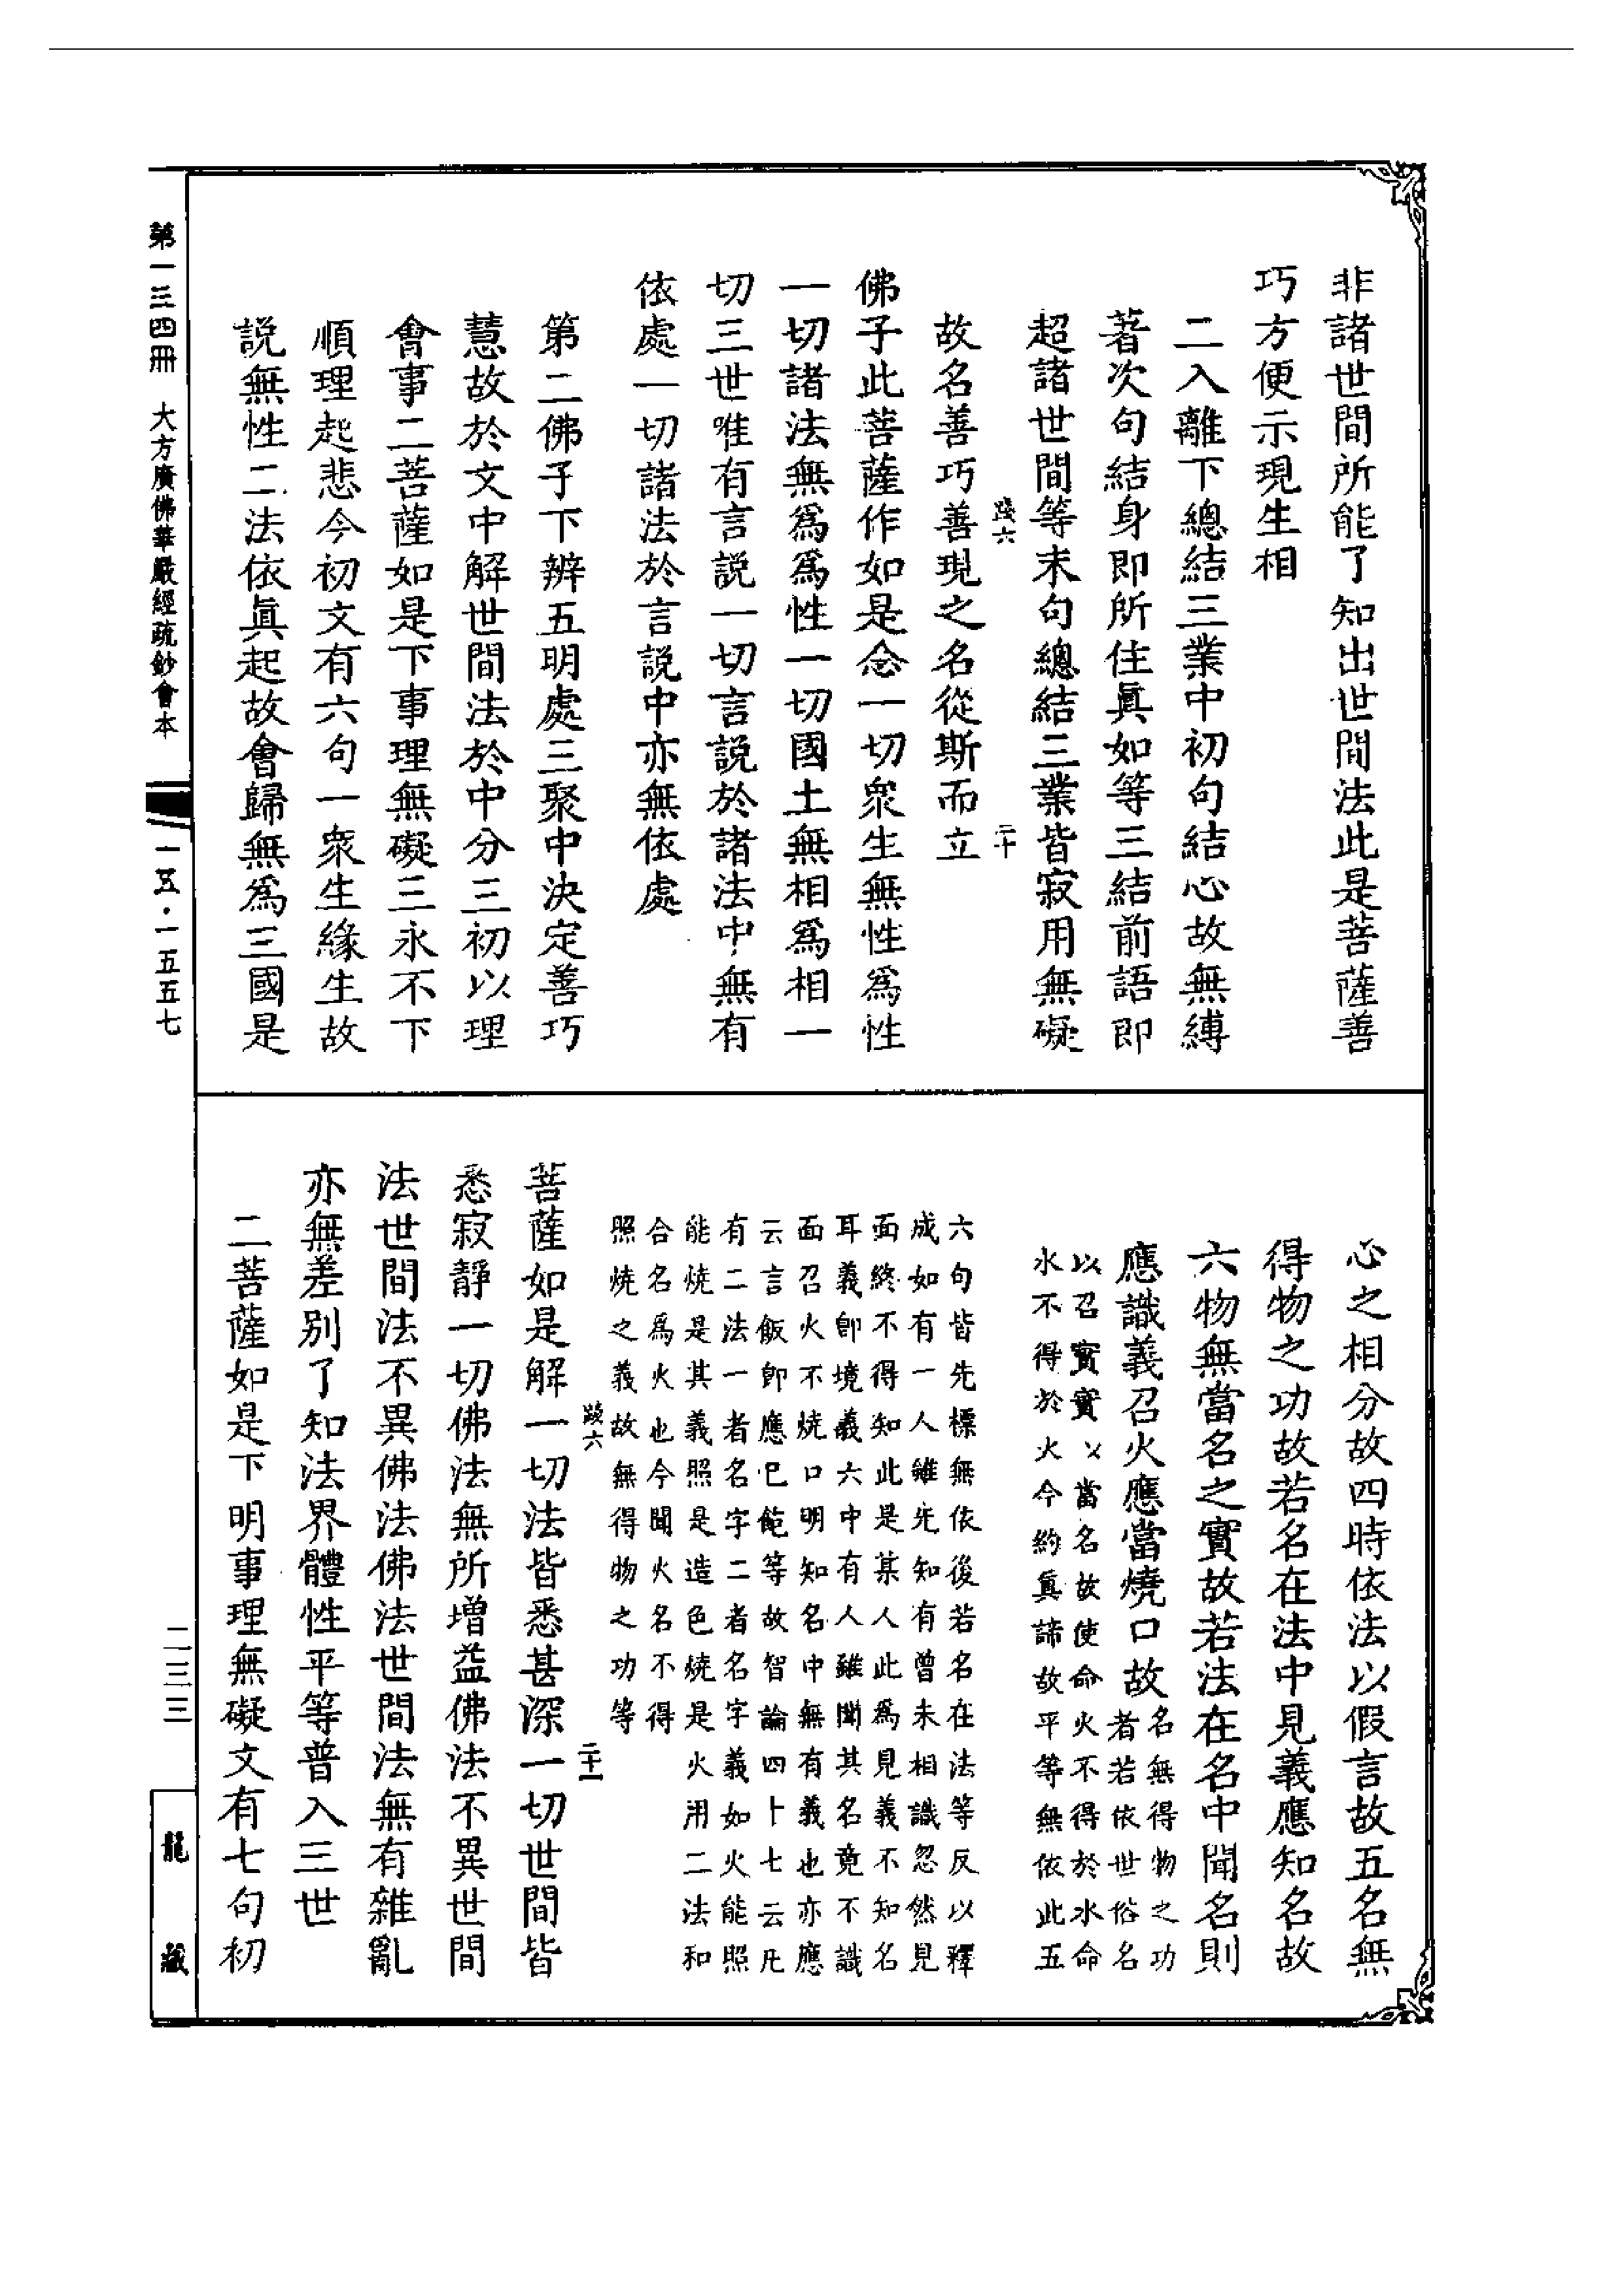 非諸世間所能了知出世間法此是菩薩善
巧方便示現生相
二入離下總結三業中初句結心故無縛
著次句結身即所住眞如等三結前語即
超諸世間等末句總結三業皆寂用無礙
踐六
二十
故名善巧善現之名從斯而立
佛子此菩薩作如是念一切衆生無性爲性
一切諸法無爲爲性一切國土無相爲相一
切三世唯有言説一切言説於諸法中無有
依處一切諸法於言説中亦無依處
第二佛子下辨五明處三聚中決定善巧
慧故於文中解世間法於中分三初以理
會事二菩薩如是下事理無礙三永不下
順理起悲今初文有六句一衆生緣生故
説無性二法依眞起故會歸無爲三國是
心之相分故四時依法以假言故五名無
得物之功故若名在法中見義應知名故
六物無當名之實故若法在名中聞名則
應識義召火應當燒口故
名無得物之功
者若依世俗名
以召實實以當名故使命火不得於水命
水不得於火今約眞諦故平等無依此五
六句皆先標無依後若名在法等反以釋
成如有一人雖先知有曾未相識忽然見
面終不得知此是某人此爲見義不知名
耳義即境義六中有人雖聞其名竟不識
面召火不燒口明知名中無有義也亦應
云言飯即應已飽等故智論四十七云凡
有二法一者名字二者名字義如火能照
能燒是其義照是造色燒是火用二法和
合名爲火也今聞火名不得
照燒之義故無得物之功等
菩薩如是解一切法皆悉甚深一切世間皆
踐六
二十一
悉寂靜一切佛法無所增益佛法不異世間
法世間法不異佛法佛法世間法無有雜亂
亦無差別了知法界體性平等普入三世
二菩薩如是下明事理無礙文有七句初
第一三四冊 大方廣佛華嚴經疏鈔會本
一五·一五五七
二三三
龍藏